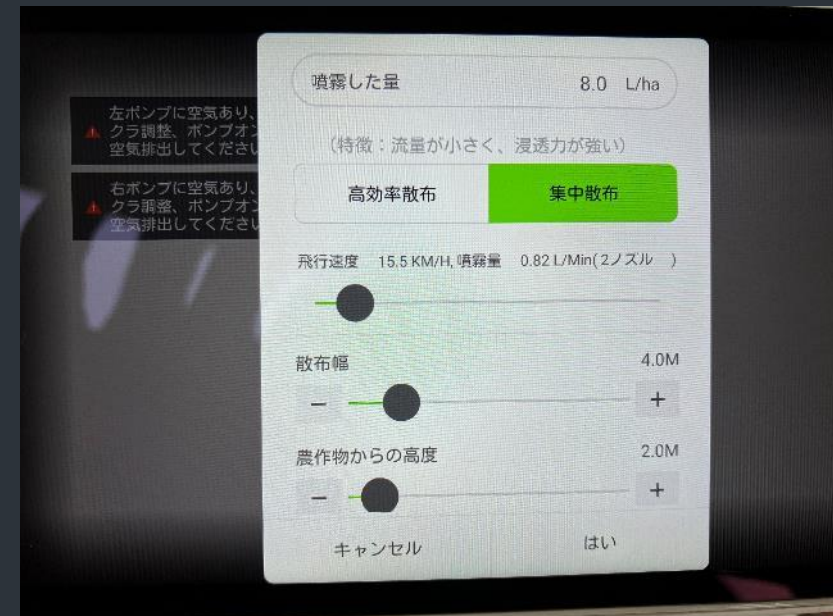 噴霧した量 8.0 L/ha
左ポンプに空気あり、
クラ調整、ポンプオン
空気排出してくださ
右ポンプに空気あり、
クラ調整、ポンプオン
空気排出してくださ
(特徴：流量が小さく、浸透力が強い)
高効率散布 集中散布
飛行速度 15.5 KM/H, 噴霧量 0.82 L/Min( 2ノズル )
散布幅 4.0M
− +
農作物からの高度 2.0M
− +
キャンセル はい